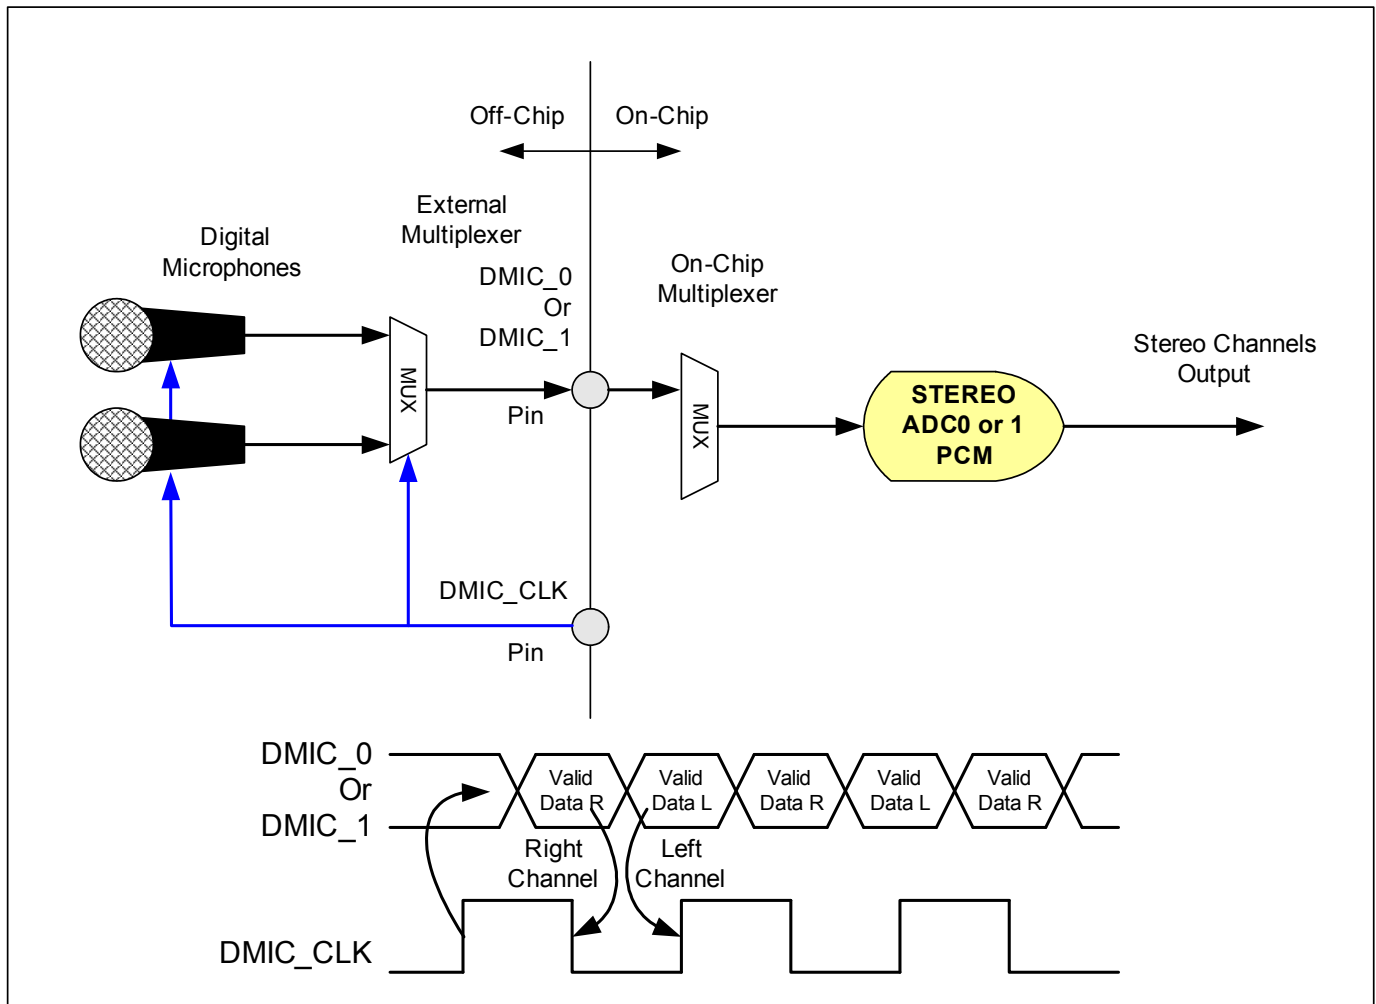 Off-Chip
On-Chip
External
Multiplexer
Digital
Microphones
DMIC_0
Or
DMIC_1
On-Chip
Multiplexer
Stereo Channels
Output
MUX
Pin
MUX
STEREO
ADC0 or 1
PCM
DMIC_CLK
Pin
DMIC_0
Or
DMIC_1
Valid
Data R
Valid
Data L
Valid
Data R
Valid
Data L
Valid
Data R
Right
Channel
Left
Channel
DMIC_CLK